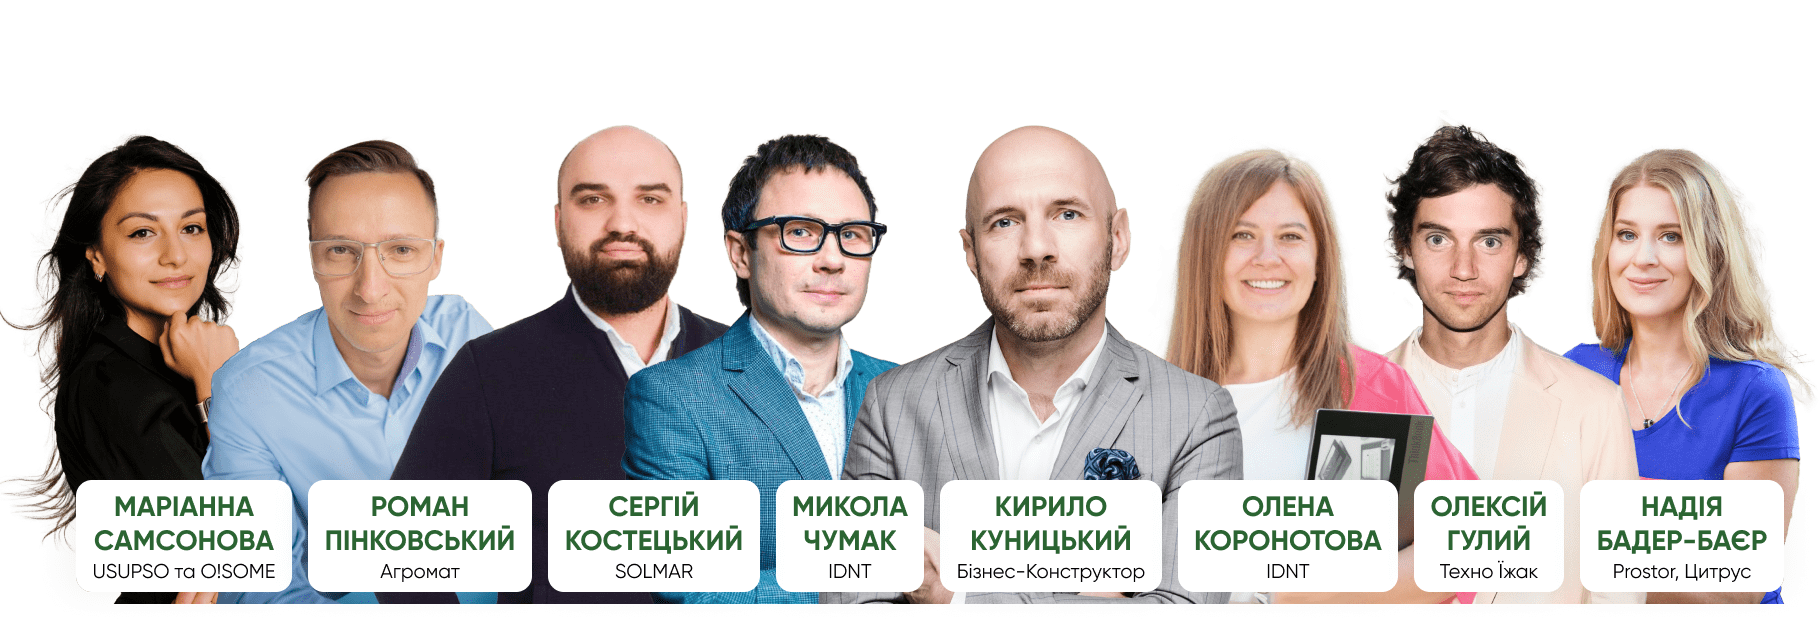 МАРІАННА
САМСОНОВА
USUPSO та O!SOME
РОМАН
ПІНКОВСЬКИЙ
Агромат
СЕРГІЙ
КОСТЕЦЬКИЙ
SOLMAR
МИКОЛА
ЧУМАК
IDNT
КИРИЛО
КУНИЦЬКИЙ
Бізнес-Конструктор
ОЛЕНА
КОРОНОТОВА
IDNT
ОЛЕКСІЙ
ГУЛИЙ
Техно Їжак
НАДІЯ
БАДЕР-БАЄР
Prostor, Цитрус